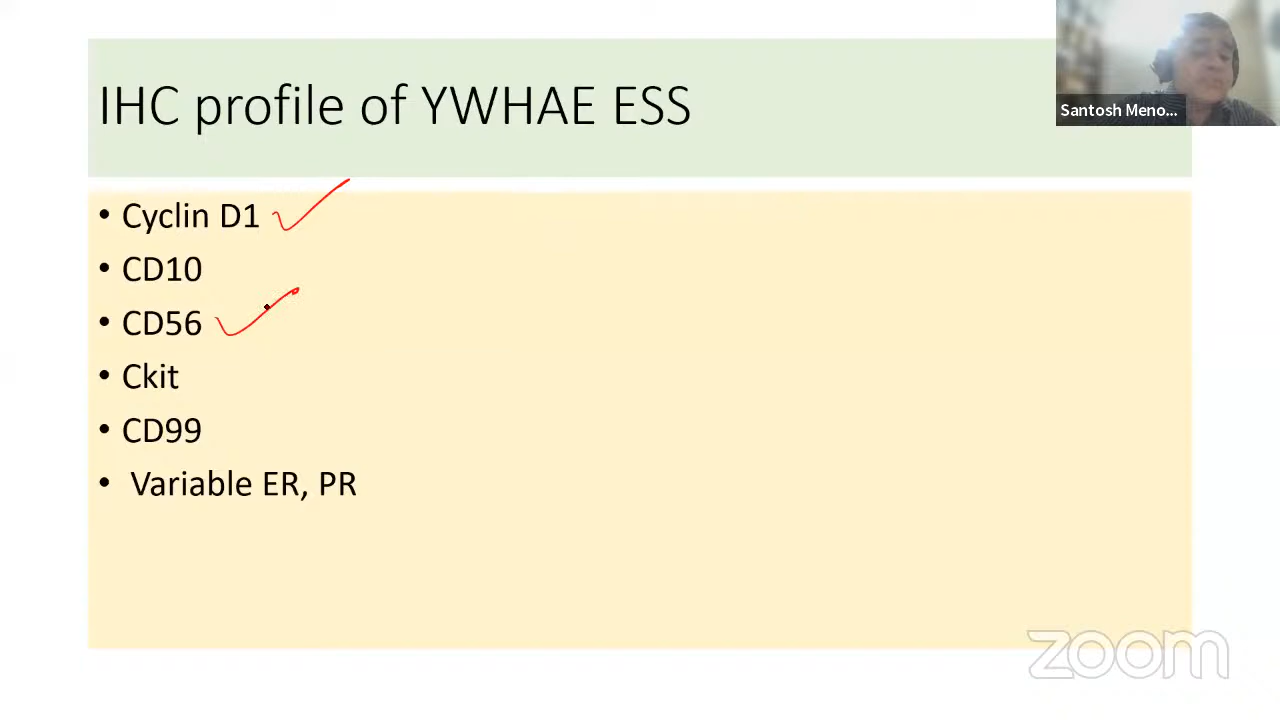 IHC profile of YWHAE ESS
Santosh Meno...
• Cyclin D1
• CD10
• CD56
• Ckit
• CD99
• Variable ER, PR
zoom